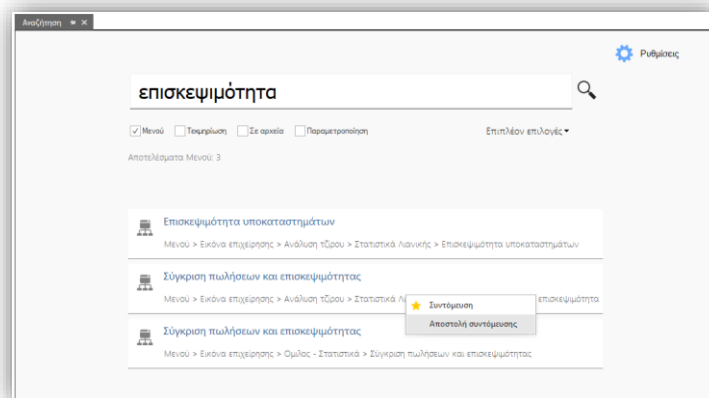 Αναζήτηση
Ρυθμίσεις
επισκεψιμότητα
Μενού Τεκμηρίωση Σε αρχεία Παραμετροποίηση Επιπλέον επιλογές
Αποτελέσματα Μενού: 3
Επισκεψιμότητα υποκαταστημάτων
Μενού > Εικόνα επιχείρησης > Ανάλυση τζίρου > Στατιστικά Λιανικής > Επισκεψιμότητα υποκαταστημάτων
Σύγκριση πωλήσεων και επισκεψιμότητας
Μενού > Εικόνα επιχείρησης > Ανάλυση τζίρου > Στατιστικά επισκεψιμότητα
Συντόμευση
Αποστολή συντόμευσης
Σύγκριση πωλήσεων και επισκεψιμότητας
Μενού > Εικόνα επιχείρησης > Ομιλος - Στατιστικά > Σύγκριση πωλήσεων και επισκεψιμότητας